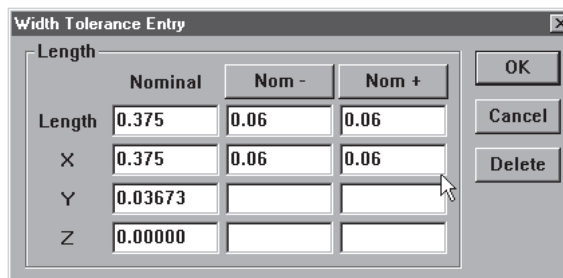 Width Tolerance Entry
Length
Nominal Nom - Nom + OK
Length 0.375 0.06 0.06 Cancel
X 0.375 0.06 0.06 Delete
Y 0.03673
Z 0.00000